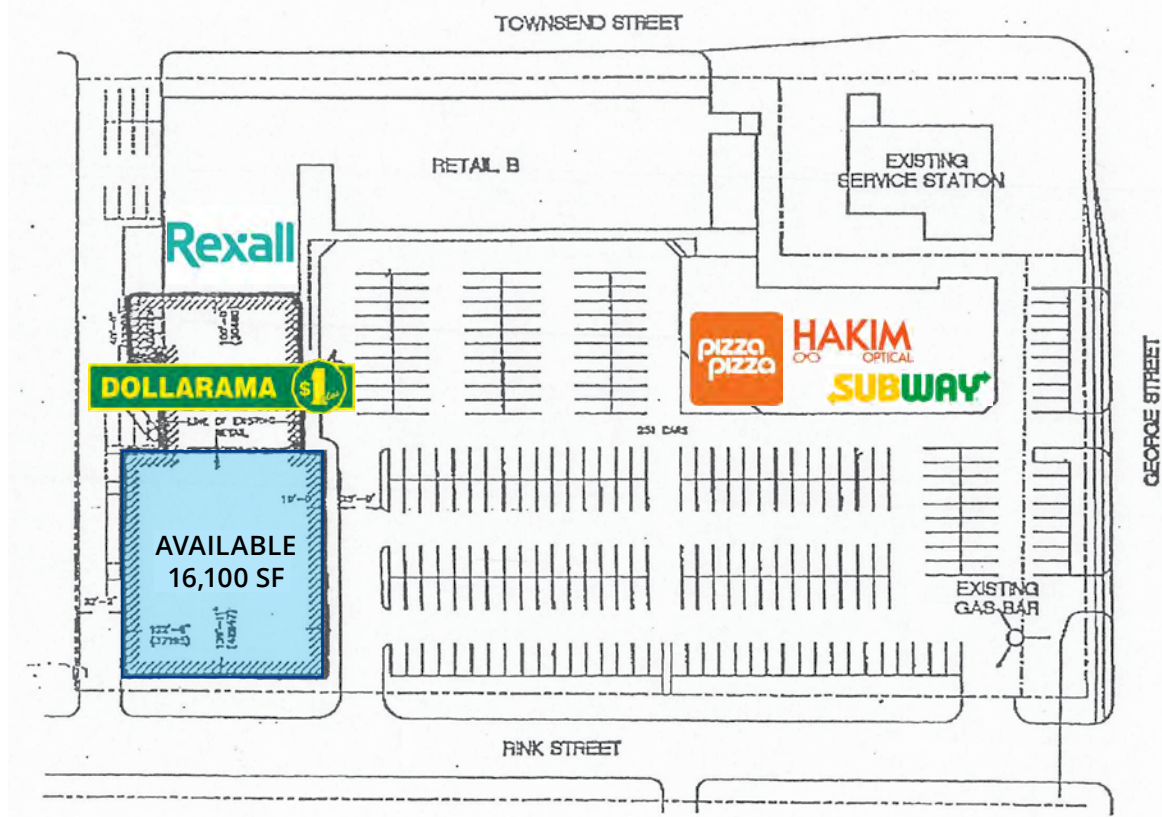 TOWNSEND STREET
RETAIL B
EXISTING
SERVICE STATION
Rexall
pizza
pizza
HAKIM
OPTICAL
SUBWAY
DOLLARAMA $1
LINE OF EXISTING
RETAIL
251 CARS
GEORGE STREET
AVAILABLE
16,100 SF
EXISTING
GAS BAR
RINK STREET